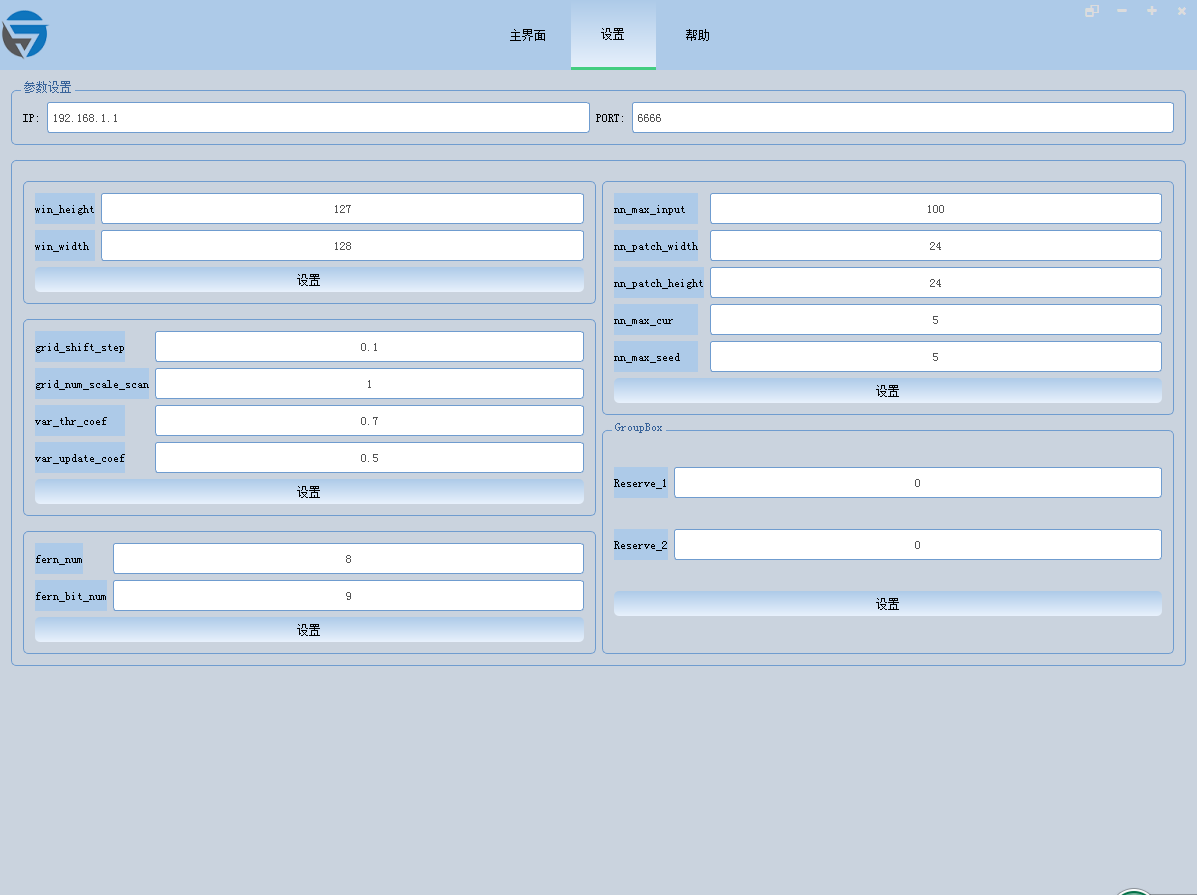 主界面 设置 帮助
参数设置
IP: 192.168.1.1 PORT: 6666
win_height 127
win_width 128
设置
grid_shift_step 0.1
grid_num_scale_scan 1
var_thr_coef 0.7
var_update_coef 0.5
设置
fern_num 8
fern_bit_num 9
设置
nn_max_input 100
nn_patch_width 24
nn_patch_height 24
nn_max_cur 5
nn_max_seed 5
设置
GroupBox
Reserve_1 0
Reserve_2 0
设置